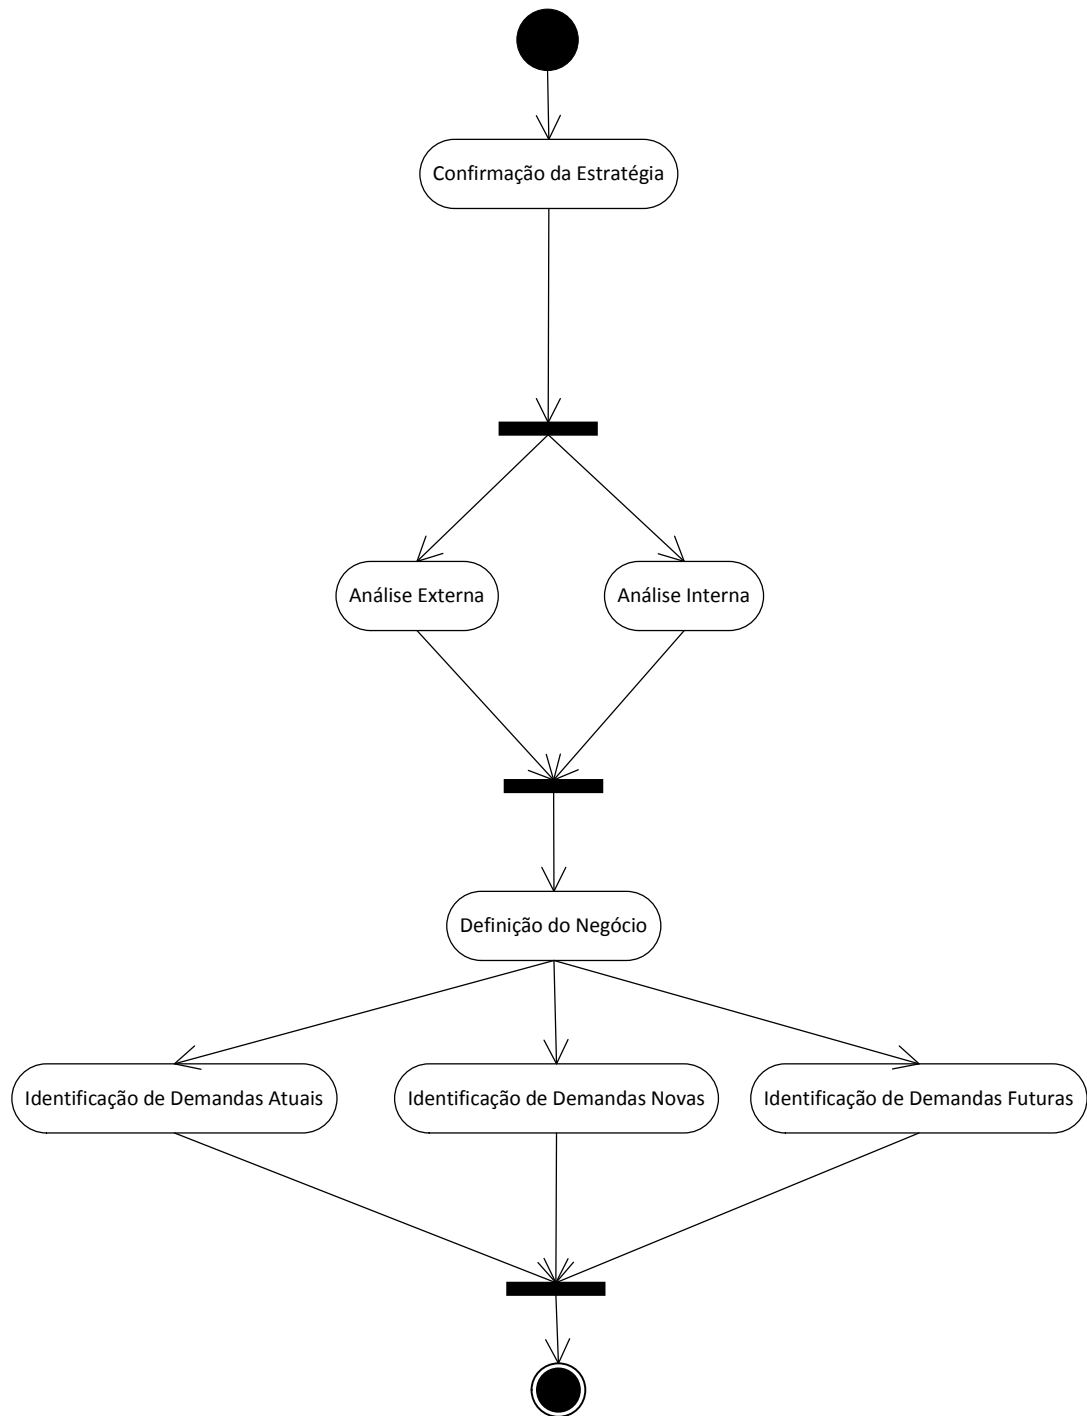 Confirmação da Estratégia
Análise Externa
Análise Interna
Definição do Negócio
Identificação de Demandas Atuais
Identificação de Demandas Novas
Identificação de Demandas Futuras